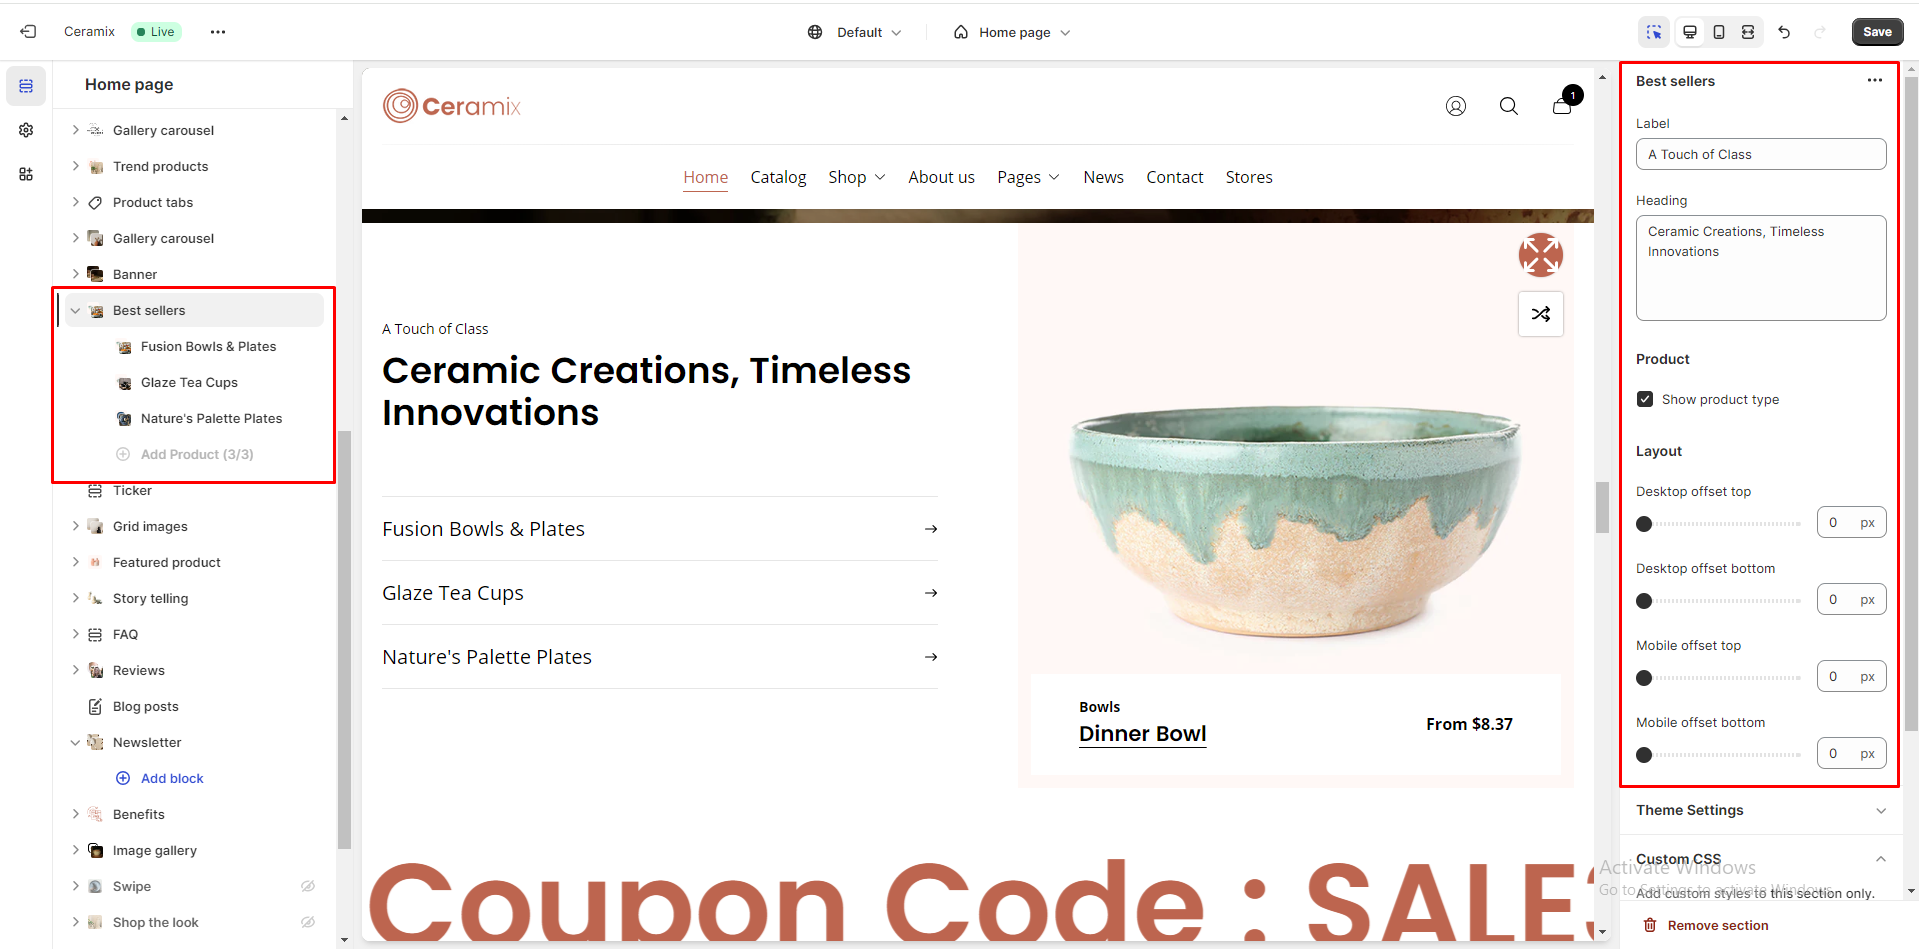 Ceramix
Live
Default
Home page
Save
Home page
Gallery carousel
Trend products
Product tabs
Gallery carousel
Banner
Best sellers
Fusion Bowls & Plates
Glaze Tea Cups
Nature's Palette Plates
Add Product (3/3)
Ticker
Grid images
Featured product
Story telling
FAQ
Reviews
Blog posts
Newsletter
Add block
Benefits
Image gallery
Swipe
Shop the look
Ceramix
1
Home Catalog Shop About us Pages News Contact Stores
A Touch of Class
Ceramic Creations, Timeless
Innovations
Fusion Bowls & Plates
Glaze Tea Cups
Nature's Palette Plates
Bowls
Dinner Bowl
From $8.37
Coupon Code : SALE3
Best sellers
Label
A Touch of Class
Heading
Ceramic Creations, Timeless
Innovations
Product
Show product type
Layout
Desktop offset top
0 px
Desktop offset bottom
0 px
Mobile offset top
0 px
Mobile offset bottom
0 px
Theme Settings
Custom CSS
Activate Windows
Go to Settings to activate Windows.
Add custom styles to this section only.
Remove section